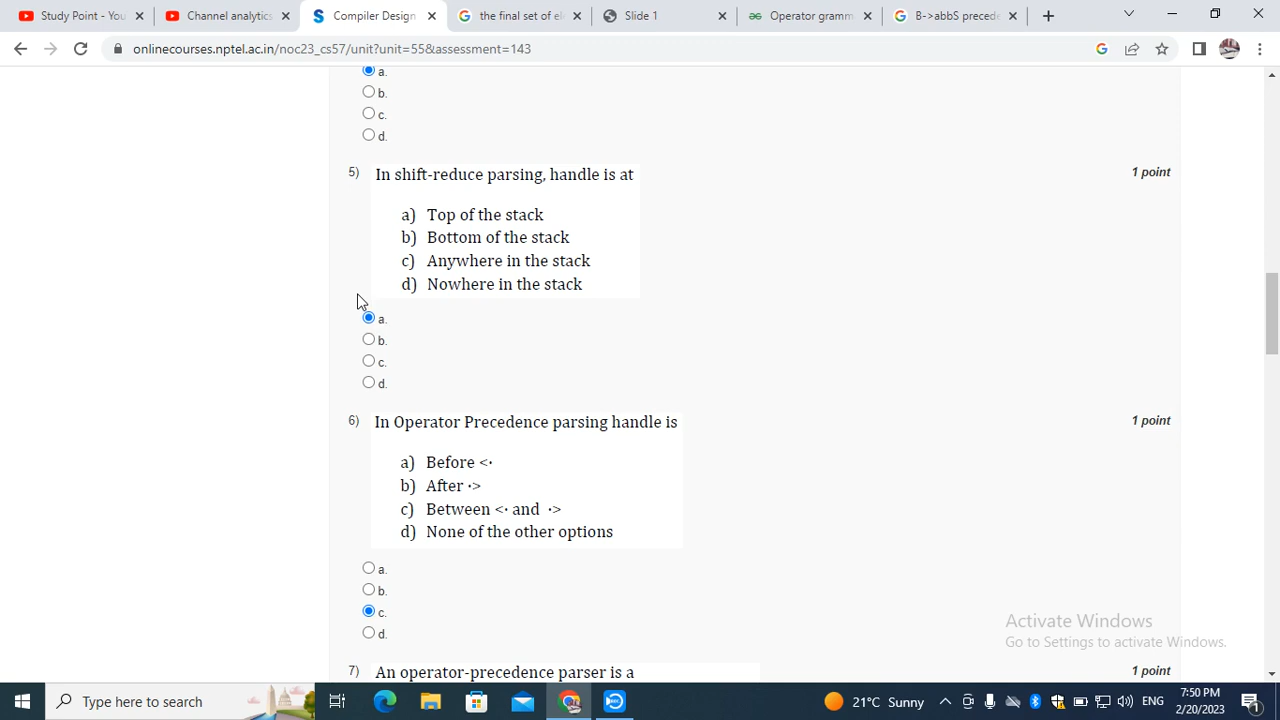 Study Point - You
Channel analytics
Compiler Design
the final set of el
Slide 1
Operator gramm
B->abbS precede
onlinecourses.nptel.ac.in/noc23_cs57/unit?unit=55&assessment=143
a.
b.
c.
d.
5) In shift-reduce parsing, handle is at 1 point
a) Top of the stack
b) Bottom of the stack
c) Anywhere in the stack
d) Nowhere in the stack
a.
b.
c.
d.
6) In Operator Precedence parsing handle is 1 point
a) Before <·
b) After ·>
c) Between <· and ·>
d) None of the other options
a.
b.
c.
d.
Activate Windows
Go to Settings to activate Windows.
7) An operator-precedence parser is a 1 point
Type here to search
21°C Sunny
ENG
7:50 PM
2/20/2023
1